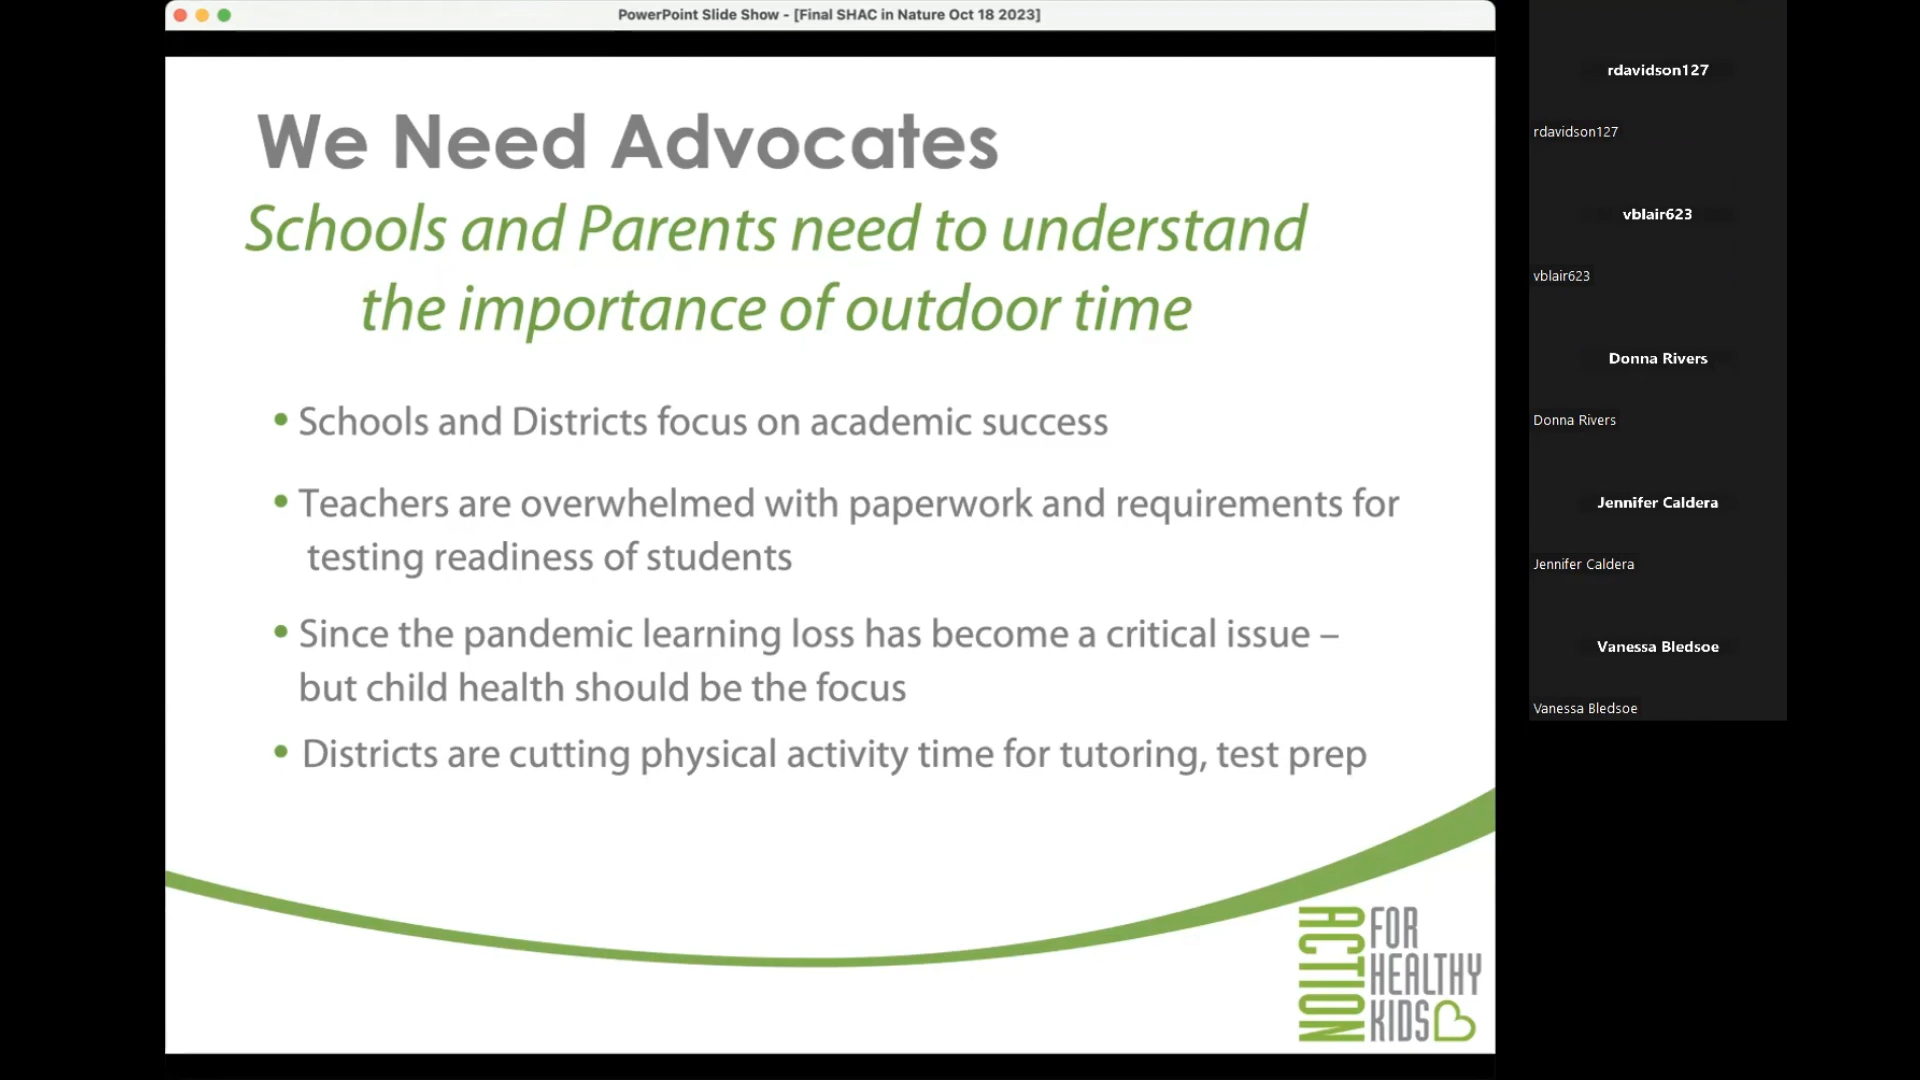 PowerPoint Slide Show - [Final SHAC in Nature Oct 18 2023]
We Need Advocates
Schools and Parents need to understand
the importance of outdoor time
• Schools and Districts focus on academic success
• Teachers are overwhelmed with paperwork and requirements for
testing readiness of students
• Since the pandemic learning loss has become a critical issue –
but child health should be the focus
• Districts are cutting physical activity time for tutoring, test prep
ACTION
FOR
HEALTHY
KIDS
rdavidson127
rdavidson127
vblair623
vblair623
Donna Rivers
Donna Rivers
Jennifer Caldera
Jennifer Caldera
Vanessa Bledsoe
Vanessa Bledsoe